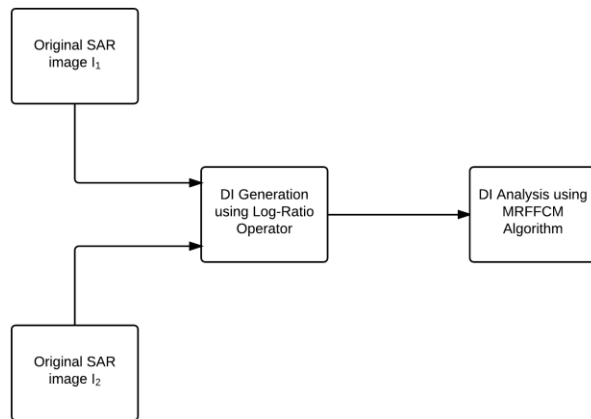 Original SAR
image I₁
DI Generation
using Log-Ratio
Operator
DI Analysis using
MRFFCM
Algorithm
Original SAR
image I₂